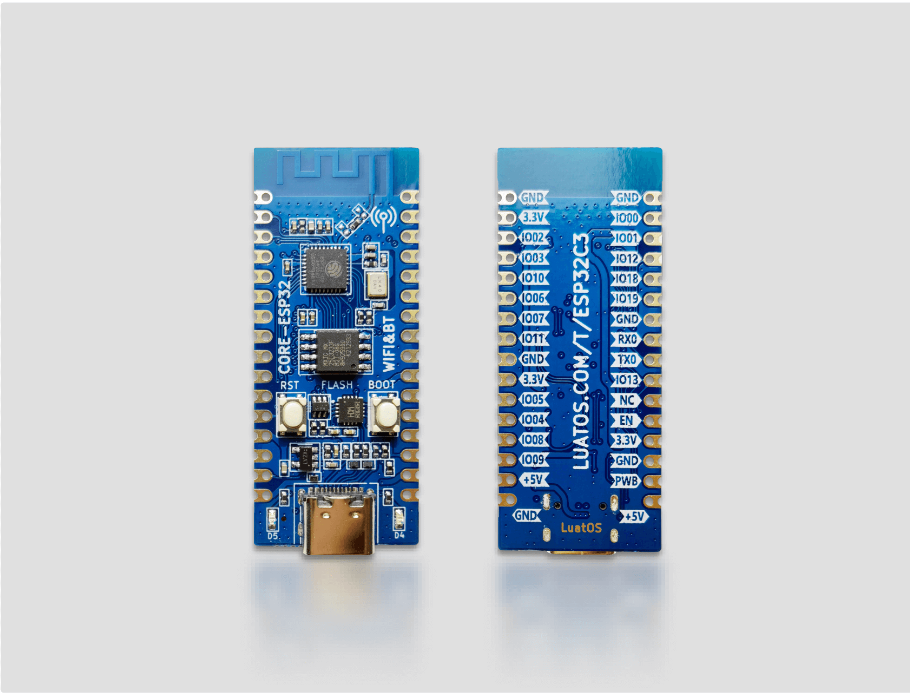 CORE-ESP32
WIFI&BT
RST
FLASH
BOOT
D5
D4
GND
3.3V
IO02
IO03
IO10
IO06
IO07
IO11
GND
3.3V
IO05
IO04
IO08
IO09
+5V
GND
LUATOS.COM/T/ESP32C3
GND
IO00
IO01
IO12
IO18
IO19
GND
RX0
TX0
IO13
NC
EN
3.3V
GND
PWB
+5V
LuatOS